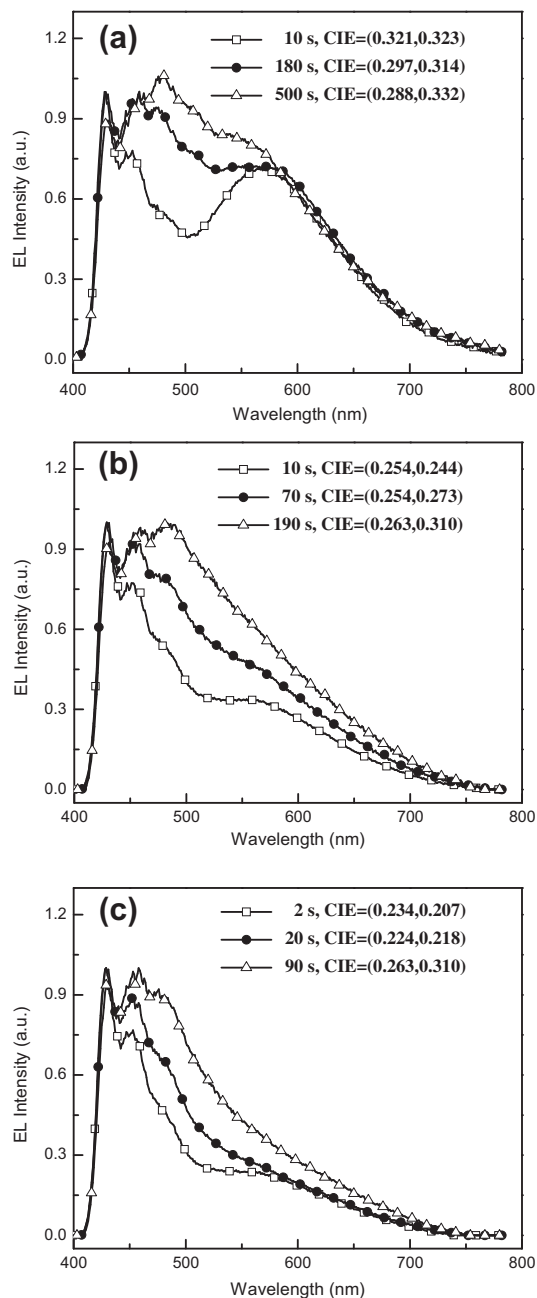 (a)
10 s, CIE=(0.321,0.323)
180 s, CIE=(0.297,0.314)
500 s, CIE=(0.288,0.332)
1.2
0.9
0.6
0.3
0.0
EL Intensity (a.u.)
400 500 600 700 800
Wavelength (nm)
(b)
10 s, CIE=(0.254,0.244)
70 s, CIE=(0.254,0.273)
190 s, CIE=(0.263,0.310)
1.2
0.9
0.6
0.3
0.0
EL Intensity (a.u.)
400 500 600 700 800
Wavelength (nm)
(c)
2 s, CIE=(0.234,0.207)
20 s, CIE=(0.224,0.218)
90 s, CIE=(0.263,0.310)
1.2
0.9
0.6
0.3
0.0
EL Intensity (a.u.)
400 500 600 700 800
Wavelength (nm)